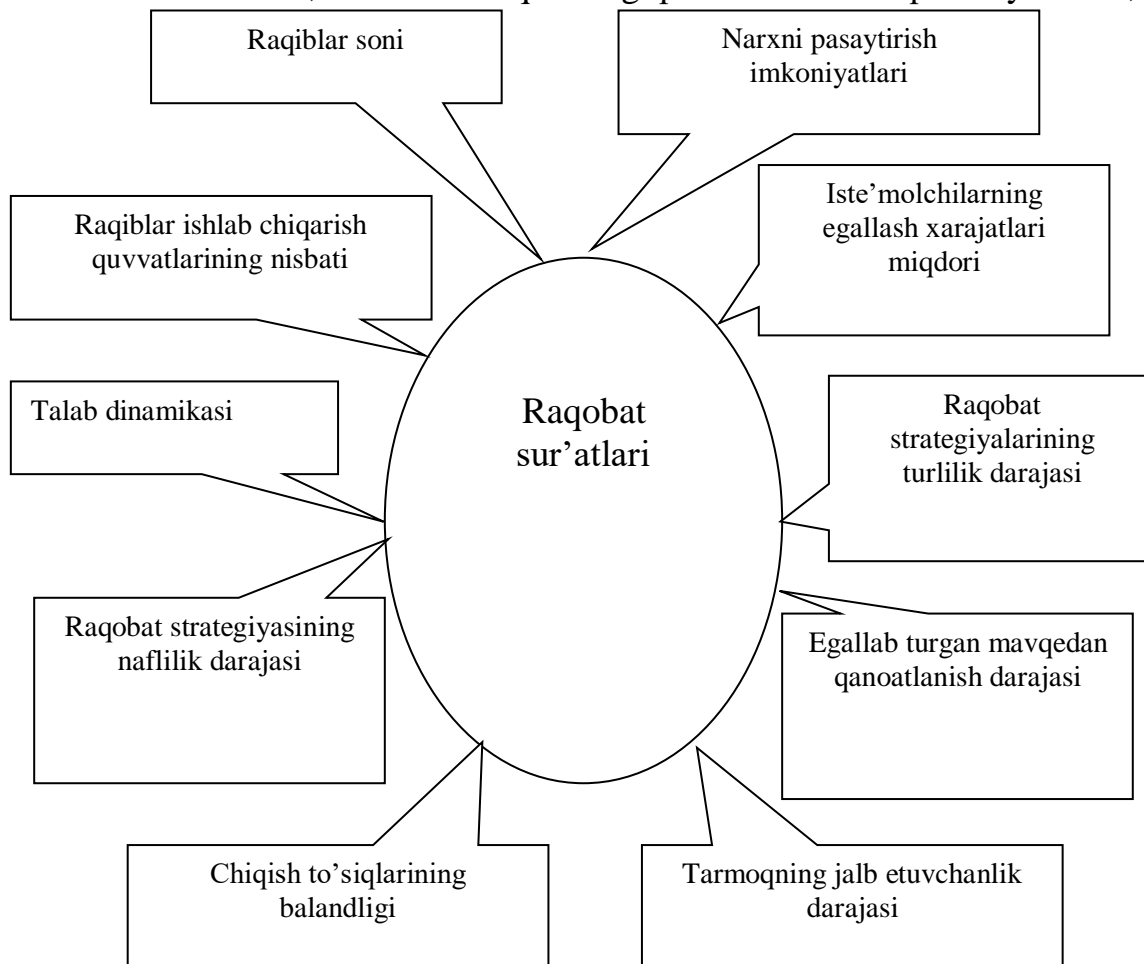 Raqiblar soni
Narxni pasaytirish
imkoniyatlari
Raqiblar ishlab chiqarish
quvvatlarining nisbati
Iste’molchilarning
egallash xarajatlari
miqdori
Talab dinamikasi
Raqobat
sur’atlari
Raqobat
strategiyalarining
turlilik darajasi
Raqobat strategiyasining
naflilik darajasi
Egallab turgan mavqedan
qanoatlanish darajasi
Chiqish to’siqlarining
balandligi
Tarmoqning jalb etuvchanlik
darajasi